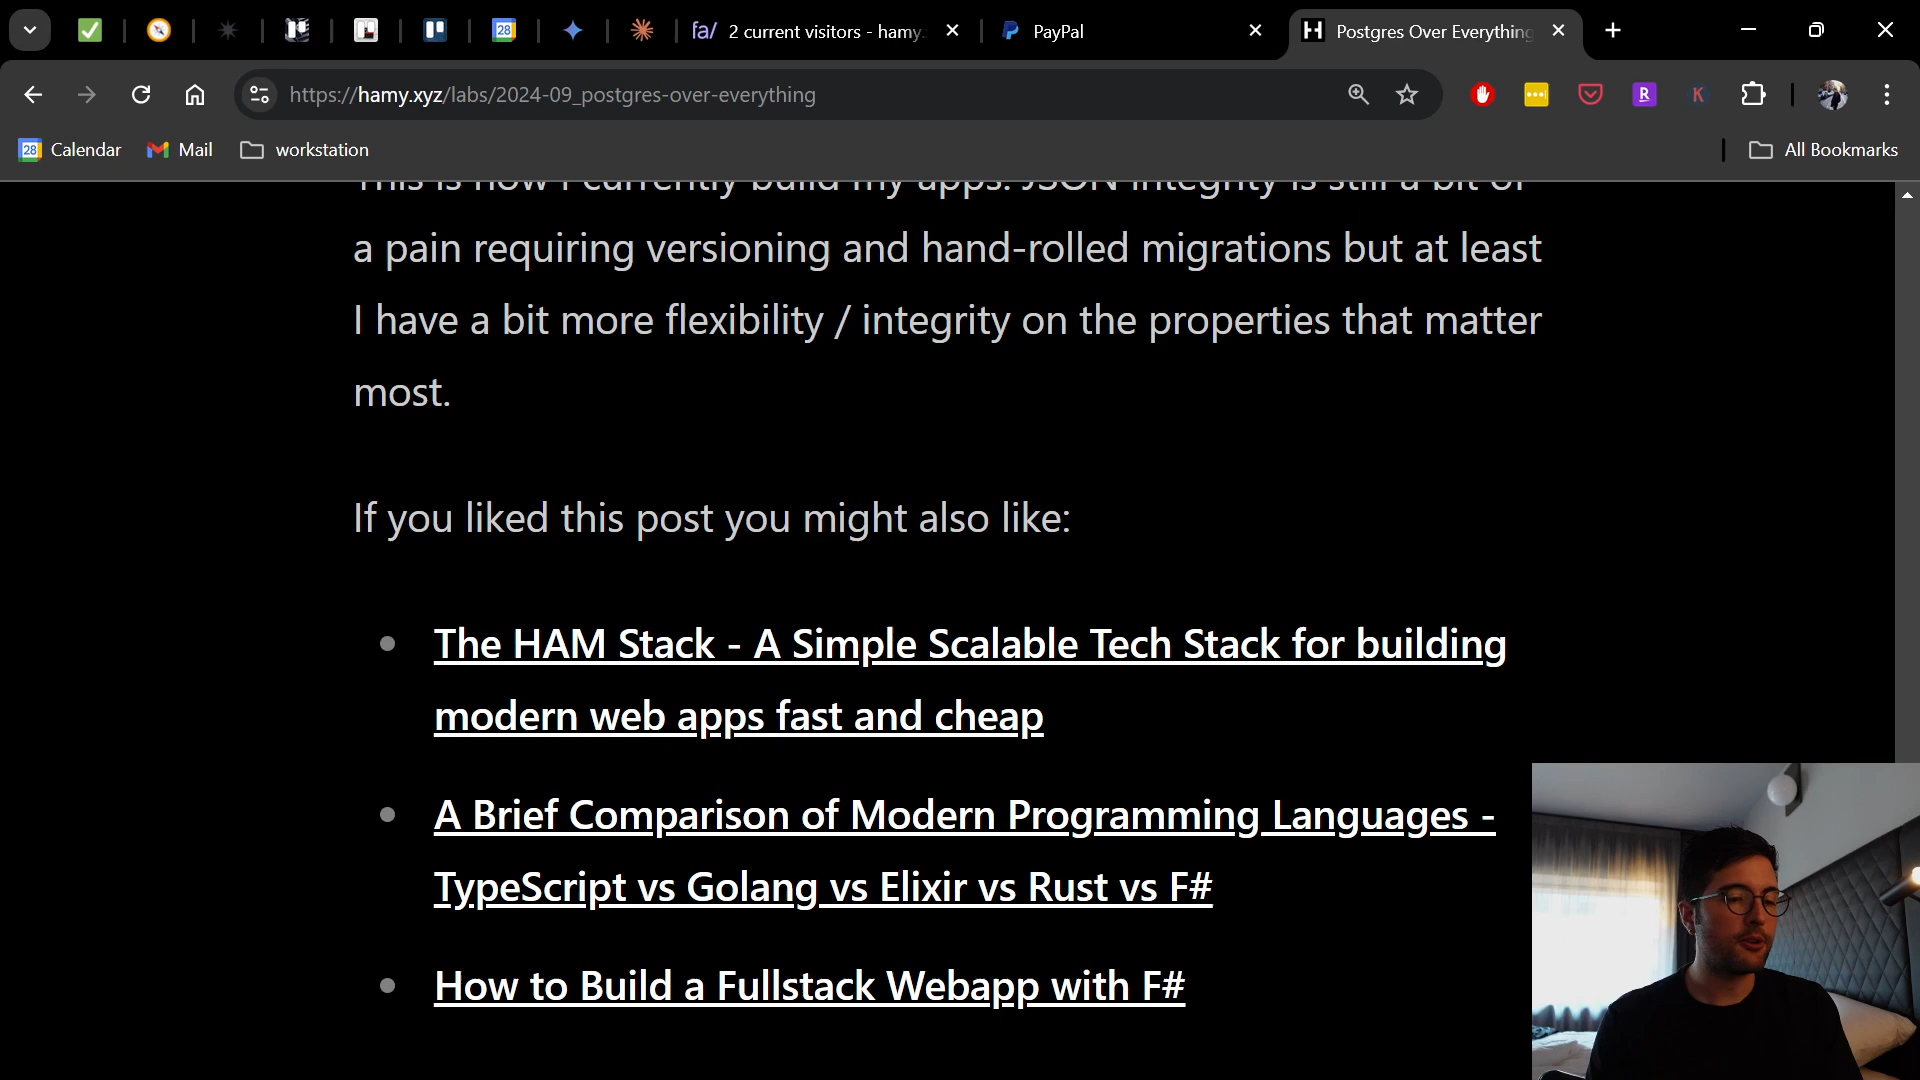 28
fa/ 2 current visitors - hamy.
PayPal
Postgres Over Everything
https://hamy.xyz/labs/2024-09_postgres-over-everything
R
K
28 Calendar
Mail
workstation
All Bookmarks
This is how I currently build my apps. JSON integrity is still a bit of
a pain requiring versioning and hand-rolled migrations but at least
I have a bit more flexibility / integrity on the properties that matter
most.
If you liked this post you might also like:
The HAM Stack - A Simple Scalable Tech Stack for building
modern web apps fast and cheap
A Brief Comparison of Modern Programming Languages -
TypeScript vs Golang vs Elixir vs Rust vs F#
How to Build a Fullstack Webapp with F#